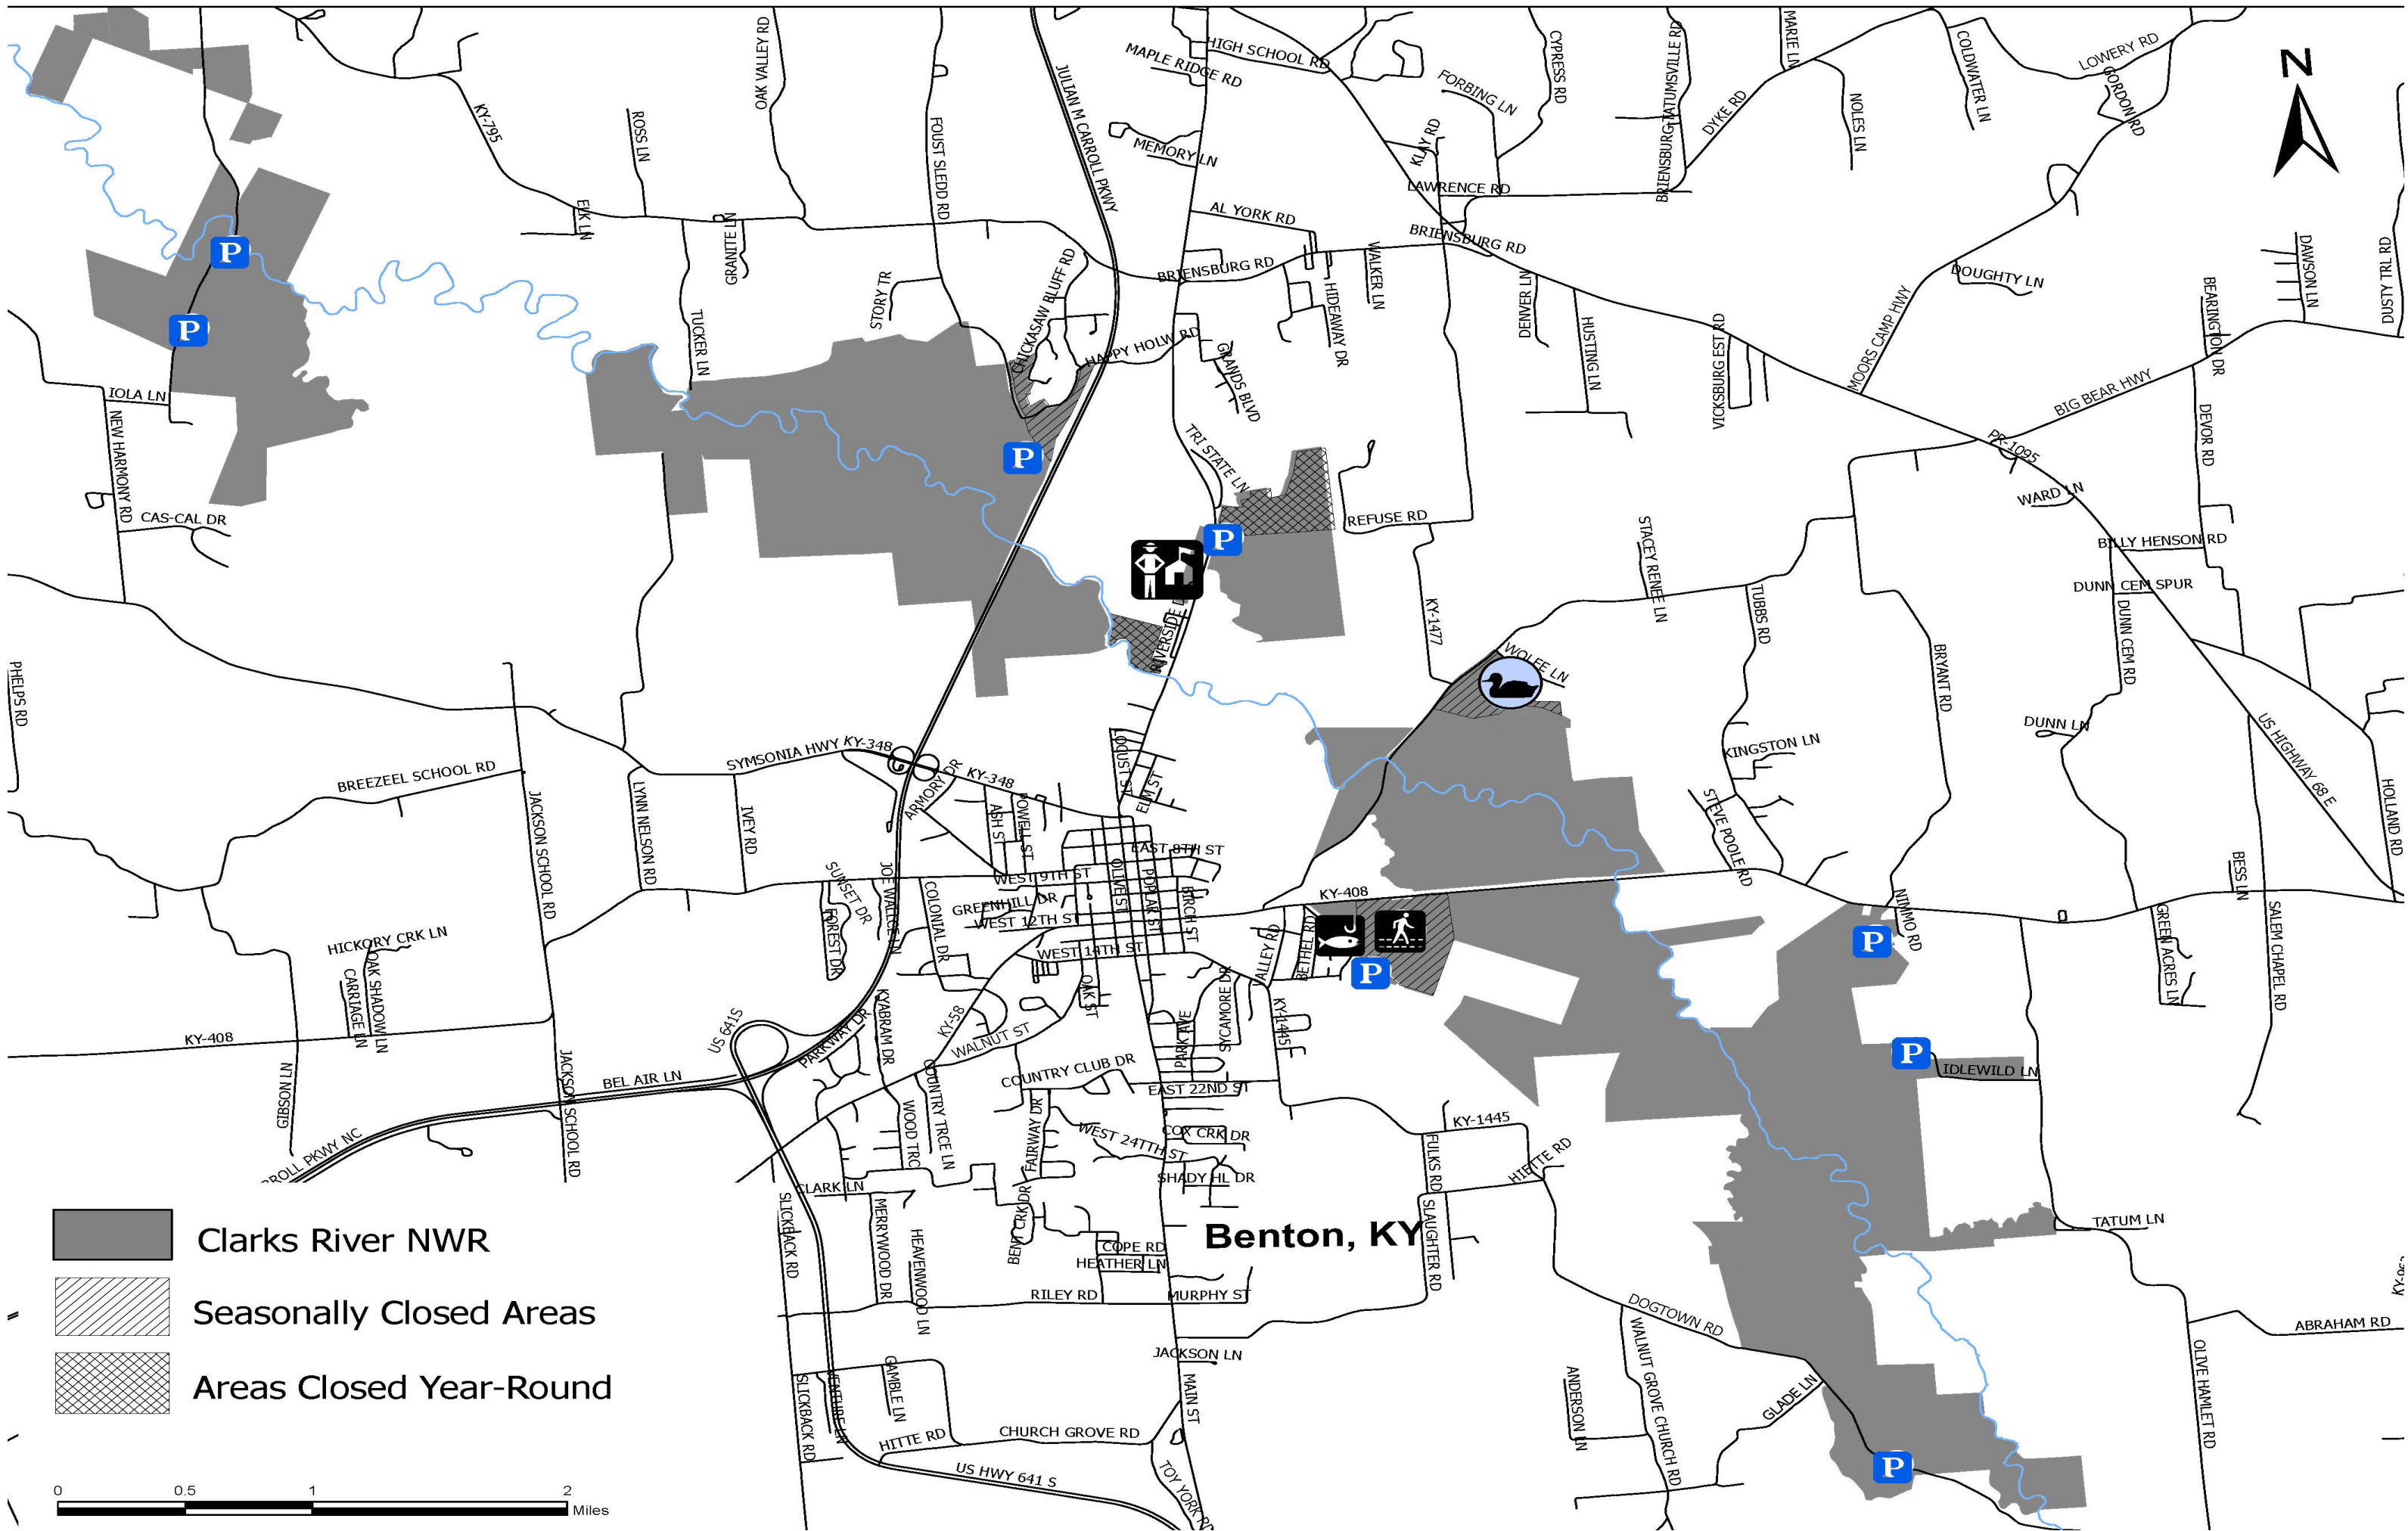 OAK VALLEY RD
MAPLE RIDGE RD
HIGH SCHOOL RD
CYPRESS RD
BRIENSBURG-TATUMSVILLE RD
MARIE LN
COLDWATER LN
LOWERY RD
N
KY-795
ROSS LN
FOUST SLEDD RD
JULIAN M CARROLL PKWY
FORBING LN
DYKE RD
NOLES LN
GORDON RD
MEMORY LN
KLAY RD
LAWRENCE RD
ELK LN
GRANITE LN
AL YORK RD
BRIENSBURG RD
P
STORY TR
CHICKASAW BLUFF RD
BRIENSBURG RD
WALKER LN
HIDEAWAY DR
DENVER LN
DOUGHTY LN
DAWSON LN
DUSTY TRL RD
BEARINGTON DR
P
TUCKER LN
HAPPY HOLW RD
GRANDS BLVD
HUSTING LN
VICKSBURG EST RD
MOORS CAMP HWY
BIG BEAR HWY
IOLA LN
NEW HARMONY RD
P
TRI STATE LN
DEVOR RD
PR-1095
CAS-CAL DR
REFUSE RD
WARD LN
P
STACEY RENEE LN
BILLY HENSON RD
DUNN CEM SPUR
TUBBS RD
DUNN CEM RD
KY-1477
WOLFE LN
BRYANT RD
PHELPS RD
DUNN LN
US HIGHWAY 68 E
SYMSONIA HWY
KY-348
KY-348
LOCUST ST
KINGSTON LN
BREEZEEL SCHOOL RD
ARMORY DR
ELM ST
HOLLAND RD
JACKSON SCHOOL RD
LYNN NELSON RD
IVEY RD
ASH ST
POWELL ST
STEVE POOLE RD
EAST 8TH ST
SUNSET DR
JOE WALLCE LN
WEST 9TH ST
OLIVE ST
POPLAR ST
BIRCH ST
KY-408
BESS LN
FOREST DR
COLONIAL DR
GREENHILL DR
WEST 12TH ST
NIMMO RD
SALEM CHAPEL RD
HICKORY CRK LN
OAK SHADOW LN
CARRIAGE LN
WEST 14TH ST
VALLEY RD
BETHEL RD
P
P
GREEN ACRES LN
US 641S
KYABRAM DR
KY-58
OAK ST
SYCAMORE DR
KY-1445
KY-408
PARKWAY DR
WALNUT ST
PARK AVE
P
GIBSON LN
JACKSON SCHOOL RD
BEL AIR LN
COUNTRY TRCE LN
COUNTRY CLUB DR
EAST 22ND ST
IDLEWILD LN
WOOD TRC
FAIRWAY DR
WEST 24TTH ST
COX CRK DR
KY-1445
RROLL PKWY NC
FULKS RD
HIETTE RD
SHADY HL DR
CLARK LN
SLICKBACK RD
MERRYWOOD DR
HEAVENWOOD LN
BENT CRK DR
Clarks River NWR
Benton, KY
SLAUGHTER RD
TATUM LN
COPE RD
HEATHER LN
Seasonally Closed Areas
RILEY RD
MURPHY ST
DOGTOWN RD
ABRAHAM RD
JACKSON LN
WALNUT GROVE CHURCH RD
OLIVE HAMLET RD
Areas Closed Year-Round
SLICKBACK RD
VENTURE LN
GAMBLE LN
MAIN ST
ANDERSON LN
GLADE LN
HITTE RD
CHURCH GROVE RD
US HWY 641 S
TOY YORK RD
P
0 0.5 1 2
Miles